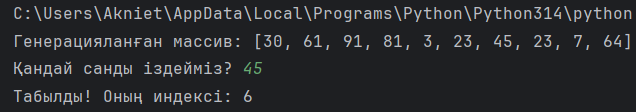 C:\Users\Akniet\AppData\Local\Programs\Python\Python314\python
Генерацияланған массив: [30, 61, 91, 81, 3, 23, 45, 23, 7, 64]
Қандай санды іздейміз? 45
Табылды! Оның индексі: 6